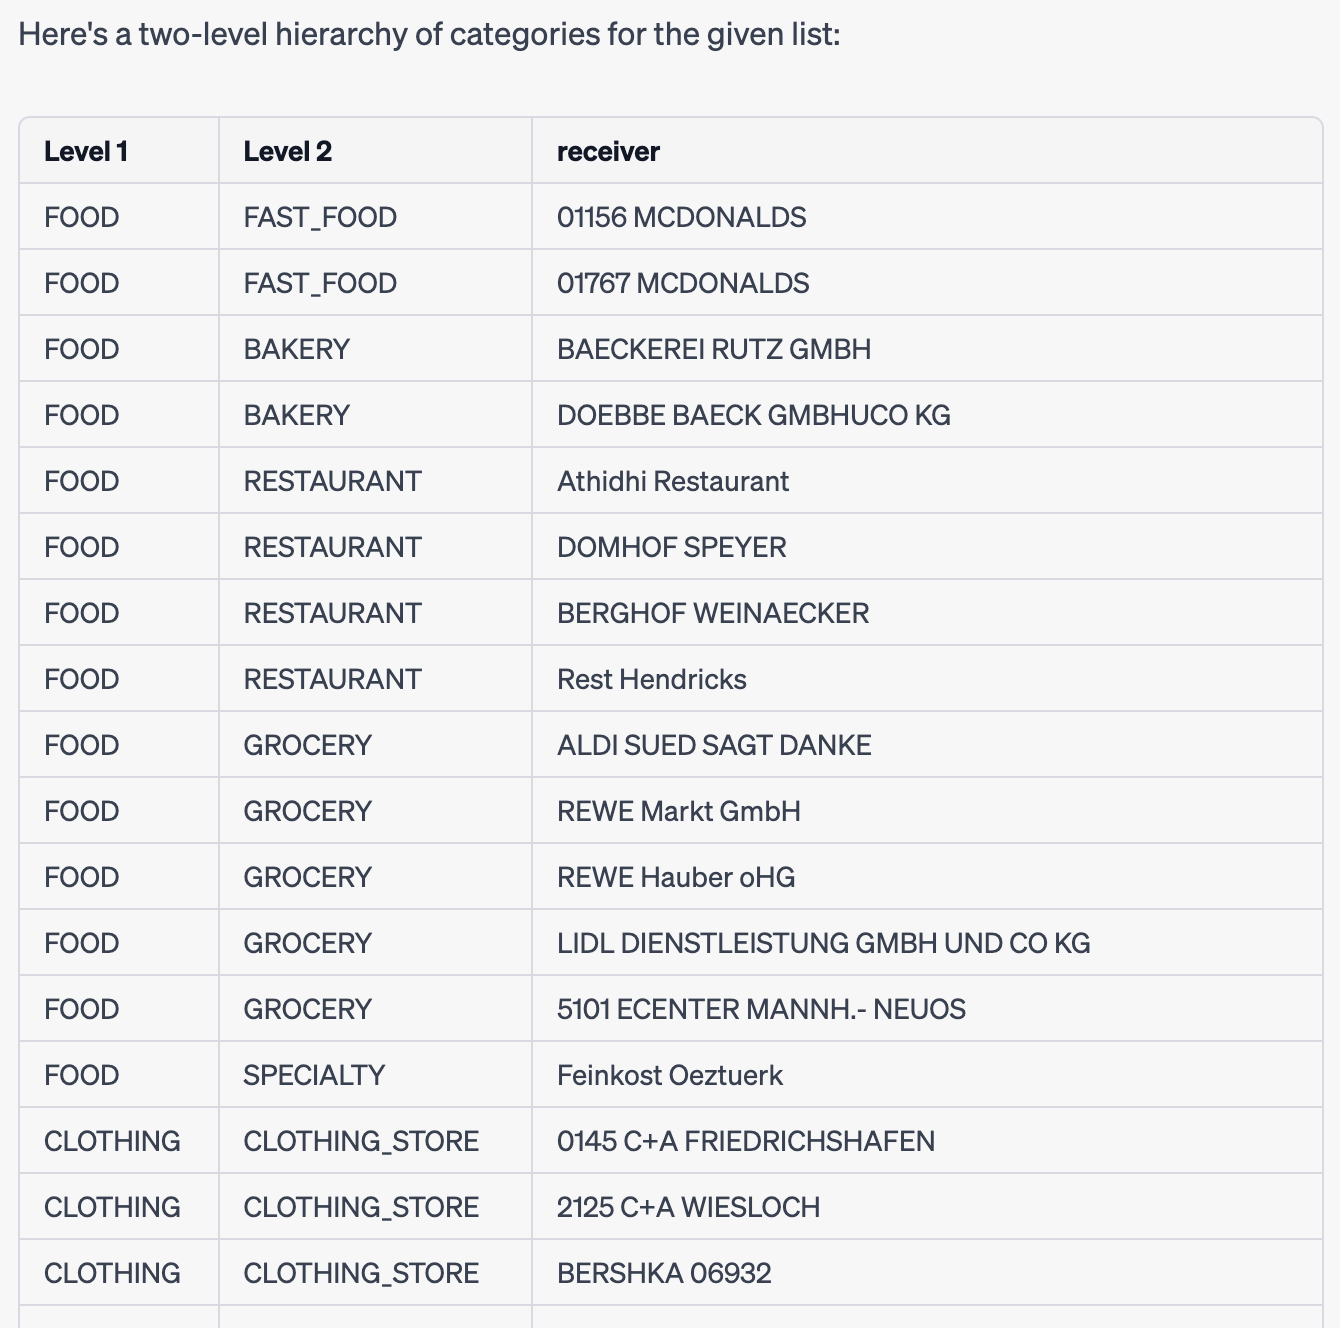 Here's a two-level hierarchy of categories for the given list:
Level 1 Level 2 receiver
FOOD FAST_FOOD 01156 MCDONALDS
FOOD FAST_FOOD 01767 MCDONALDS
FOOD BAKERY BAECKEREI RUTZ GMBH
FOOD BAKERY DOEBBE BAECK GMBHUCO KG
FOOD RESTAURANT Athidhi Restaurant
FOOD RESTAURANT DOMHOF SPEYER
FOOD RESTAURANT BERGHOF WEINAECKER
FOOD RESTAURANT Rest Hendricks
FOOD GROCERY ALDI SUED SAGT DANKE
FOOD GROCERY REWE Markt GmbH
FOOD GROCERY REWE Hauber oHG
FOOD GROCERY LIDL DIENSTLEISTUNG GMBH UND CO KG
FOOD GROCERY 5101 ECENTER MANNH.- NEUOS
FOOD SPECIALTY Feinkost Oeztuerk
CLOTHING CLOTHING_STORE 0145 C+A FRIEDRICHSHAFEN
CLOTHING CLOTHING_STORE 2125 C+A WIESLOCH
CLOTHING CLOTHING_STORE BERSHKA 06932